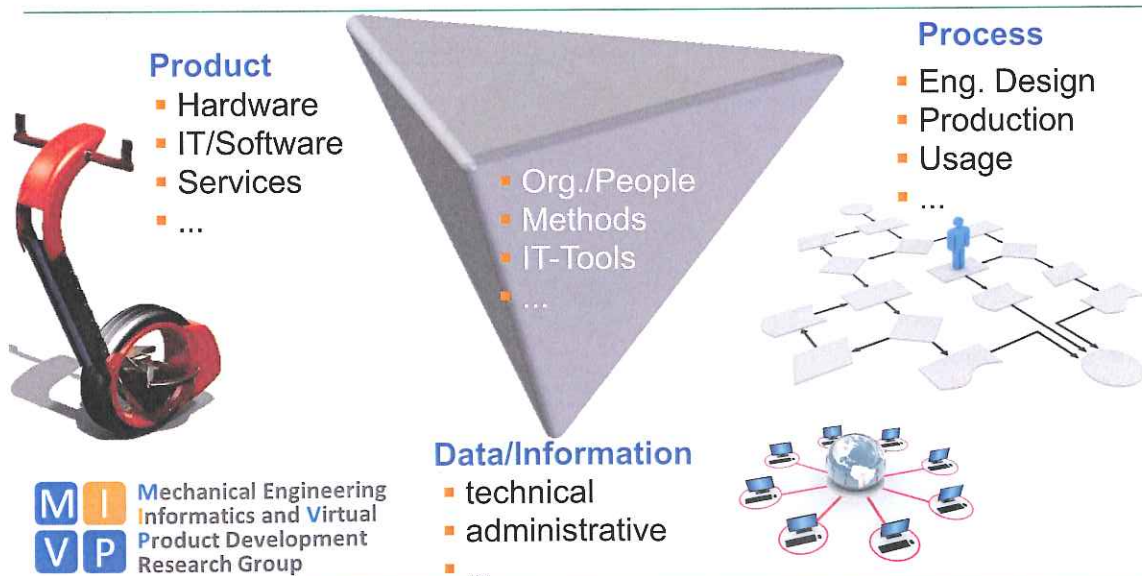 Product
▪ Hardware
▪ IT/Software
▪ Services
▪ ...
▪ Org./People
▪ Methods
▪ IT-Tools
▪ ...
Process
▪ Eng. Design
▪ Production
▪ Usage
▪ ...
Data/Information
▪ technical
▪ administrative
▪ ...
M I
V P
Mechanical Engineering
Informatics and Virtual
Product Development
Research Group